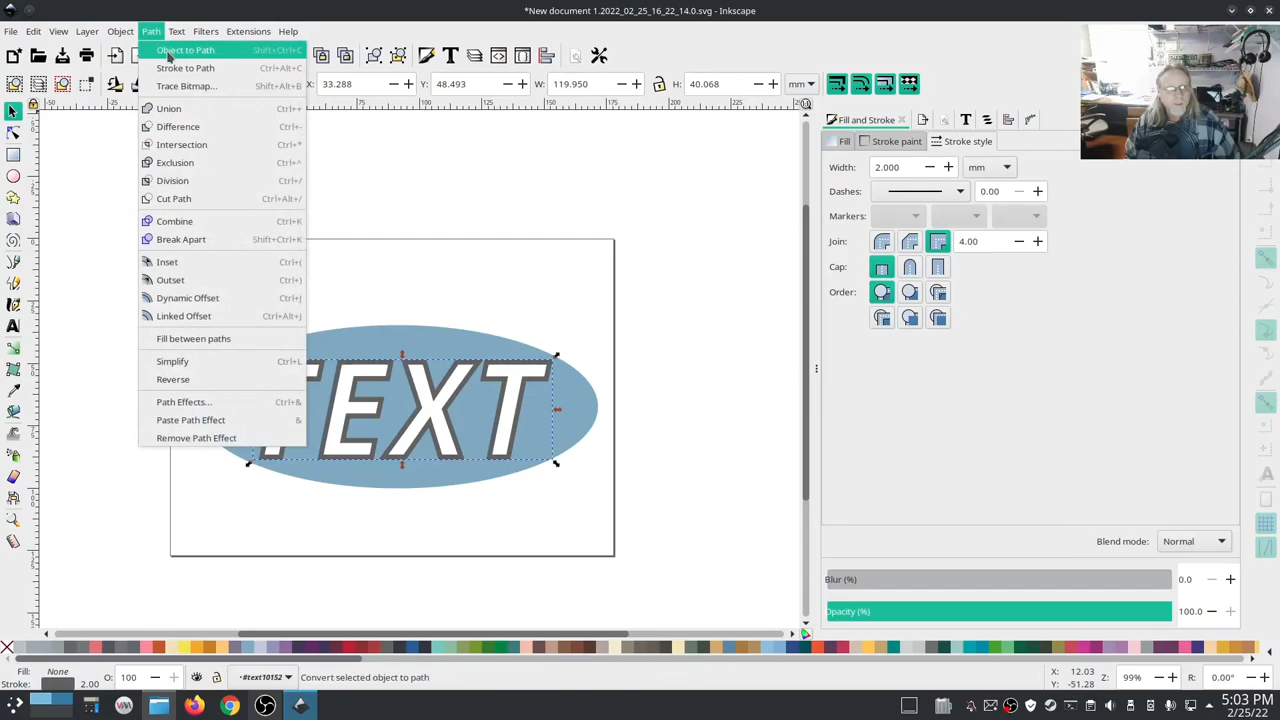 *New document 1.2022_02_25_16_22_14.0.svg - Inkscape
File Edit View Layer Object Path Text Filters Extensions Help
Object to Path Shift+Ctrl+C
Stroke to Path Ctrl+Alt+C
Trace Bitmap... Shift+Alt+B
Union Ctrl++
Difference Ctrl+-
Intersection Ctrl+*
Exclusion Ctrl+^
Division Ctrl+/
Cut Path Ctrl+Alt+/
Combine Ctrl+K
Break Apart Shift+Ctrl+K
Inset Ctrl+(
Outset Ctrl+)
Dynamic Offset Ctrl+J
Linked Offset Ctrl+Alt+J
Fill between paths
Simplify Ctrl+L
Reverse
Path Effects... Ctrl+&
Paste Path Effect &
Remove Path Effect
X: 33.288 Y: 48.493 W: 119.950 H: 40.068 mm
TEXT
Fill and Stroke
Fill Stroke paint Stroke style
Width: 2.000 mm
Dashes: 0.00
Markers:
Join: 4.00
Cap:
Order:
Blend mode: Normal
Blur (%) 0.0
Opacity (%) 100.0
Fill: None
Stroke: 2.00
O: 100
#text10152
Convert selected object to path
X: 12.03
Y: -51.28
Z: 99%
R: 0.00°
5:03 PM
2/25/22